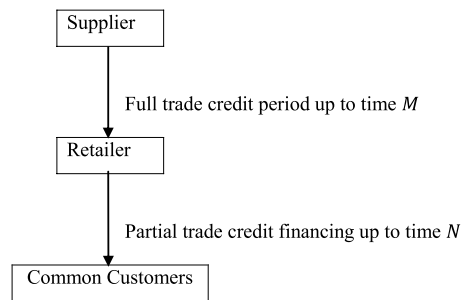 Supplier
Full trade credit period up to time M
Retailer
Partial trade credit financing up to time N
Common Customers